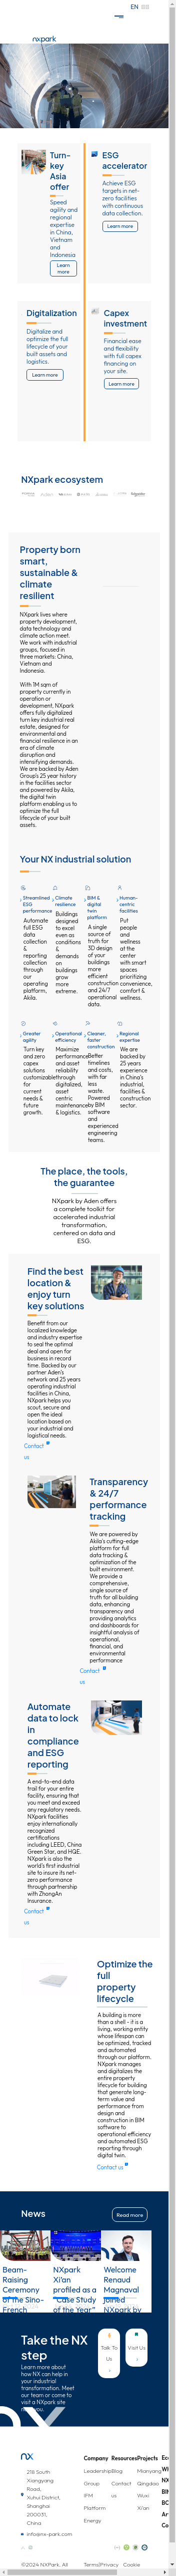 EN
nxpark
Turn-
key
Asia
offer
Speed
agility and
regional
expertise
in China,
Vietnam
and
Indonesia
Learn
more
ESG
accelerator
Achieve ESG
targets in net-
zero facilities
with continuous
data collection.
Learn more
Digitalization
Digitalize and
optimize the full
lifecycle of your
built assets and
logistics.
Learn more
Capex
investment
Financial ease
and flexibility
with full capex
financing on
your site.
Learn more
NXpark ecosystem
Schneider
Property born
smart,
sustainable &
climate
resilient
NXpark lives where
property development,
data technology and
climate action meet.
We work with industrial
groups, focused in
three markets: China,
Vietnam and
Indonesia.
With 1M sqm of
property currently in
operation or
development, NXpark
offers fully digitalized
turn key industrial real
estate, designed for
environmental and
financial resilience in an
era of climate
disruption and
intensifying demands.
We are backed by Aden
Group's 25 year history
in the facilities sector
and powered by Akila,
the digital twin
platform enabling us to
optimize the full
lifecycle of your built
assets.
Your NX industrial solution
Streamlined
ESG
performance
Automate
full ESG
data
collection
&
reporting
collection
through
our
operating
platform,
Akila.
Climate
resilience
Buildings
designed
to excel
even as
conditions
&
demands
on
buildings
grow
more
extreme.
BIM &
digital
twin
platform
A single
source of
truth for
3D design
of your
buildings
more
efficient
construction
and 24/7
operational
data.
Human-
centric
facilities
Put
people
and
wellness
at the
center
with smart
spaces
prioritizing
convenience,
comfort &
wellness.
Greater
agility
Turn key
and zero
capex
solutions
customizable
for
current
needs &
future
growth.
Operational
efficiency
Maximize
performance
and asset
reliability
through
digitalized,
asset
centric
maintenance
& logistics.
Cleaner,
faster
construction
Better
timelines
and costs,
with far
less
waste.
Powered
by BIM
software
and
experienced
engineering
teams.
Regional
expertise
We are
backed by
25 years
experience
in China's
industrial,
facilities &
construction
sector.
The place, the tools,
the guarantee
NXpark by Aden offers
a complete toolkit for
accelerated industrial
transformation,
centered on data and
ESG.
Find the best
location &
enjoy turn
key solutions
Benefit from our
localized knowledge
and industry expertise
to seal the optimal
land and open for
business in record
time. Backed by our
partner Aden's
network and 25 years
operating industrial
facilities in China,
NXpark helps you
scout, secure and
open the ideal
location based on
your industrial and
logistical needs.
Contact
us
Transparency
& 24/7
performance
tracking
We are powered by
Akila's cutting-edge
platform for full
data tracking &
optimization of the
built environment.
We provide a
comprehensive,
single source of
truth for all building
data, enhancing
transparency and
providing analytics
and dashboards for
insightful analysis of
operational,
financial, and
environmental
performance
Contact
us
Automate
data to lock
in
compliance
and ESG
reporting
A end-to-end data
trail for your entire
facility, ensuring that
you meet and exceed
any regulatory needs.
NXpark facilities
enjoy internationally
recognized
certifications
including LEED, China
Green Star, and HQE.
NXpark is also the
world's first industrial
site to insure its net-
zero performance
through partnership
with ZhongAn
Insurance.
Contact
us
Optimize the
full
property
lifecycle
A building is more
than a shell - it is a
living, working entity
whose lifespan can
be optimized, tracked
and automated
through our platform.
NXpark manages
and digitalizes the
entire property
lifecycle for building
that generate long-
term value and
performance from
design and
construction in BIM
software to
operational efficiency
and automated ESG
reporting through
digital twin.
Contact us
News
Read more
Beam-
Raising
Ceremony
of the Sino-
French
NXpark
Xi'an
profiled as a
"Case Study
of the Year"
Welcome
Renaud
Magnaval
joined
NXpark by
Take the NX
step
Learn more about
how NX can help in
your industrial
transformation. Meet
out our team or come
to visit a NXpark site
near you.
Talk To
Us
Visit Us
nx
218 South
Xiangyang
Road,
Xuhui District,
Shanghai
200031,
China
info@nx-park.com
Company
Leadership
Group
IFM
Platform
Energy
Resources
Blog
Contact
us
Projects
Mianyang
Qingdao
Wuxi
Xi'an
©2024 NXPark. All
Terms
Privacy
Cookie